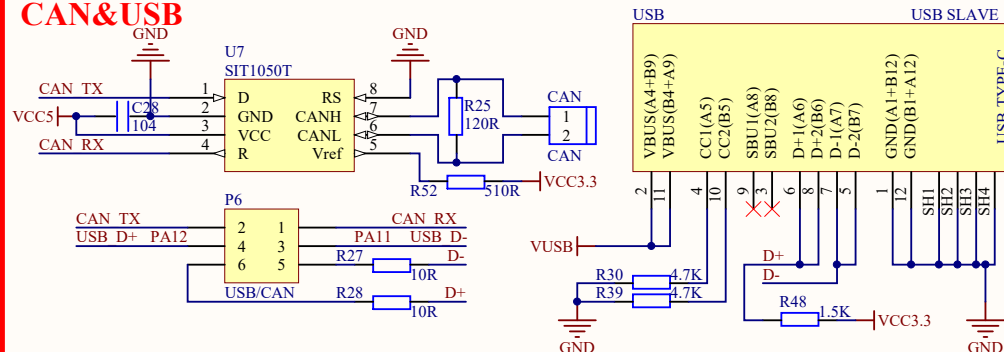 CAN&USB
GND
U7
SIT1050T
CAN_TX
1
D
RS
8
GND
VCC5
C28
104
2
GND
CANH
7
3
VCC
CANL
6
CAN_RX
4
R
Vref
5
R25
120R
CAN
1
2
CAN
R52
510R
VCC3.3
P6
CAN_TX
2
1
CAN_RX
USB_D+
PA12
4
3
PA11
USB_D-
6
5
R27
10R
D-
USB/CAN
R28
10R
D+
USB
USB SLAVE
VBUS(A4+B9)
VBUS(B4+A9)
CC1(A5)
CC2(B5)
SBU1(A8)
SBU2(B8)
D+1(A6)
D+2(B6)
D-1(A7)
D-2(B7)
GND(A1+B12)
GND(B1+A12)
USB TYPE-C
2
11
4
10
9
3
6
8
7
5
1
12
SH1
SH2
SH3
SH4
VUSB
R30
4.7K
R39
4.7K
GND
D+
D-
R48
1.5K
VCC3.3
GND